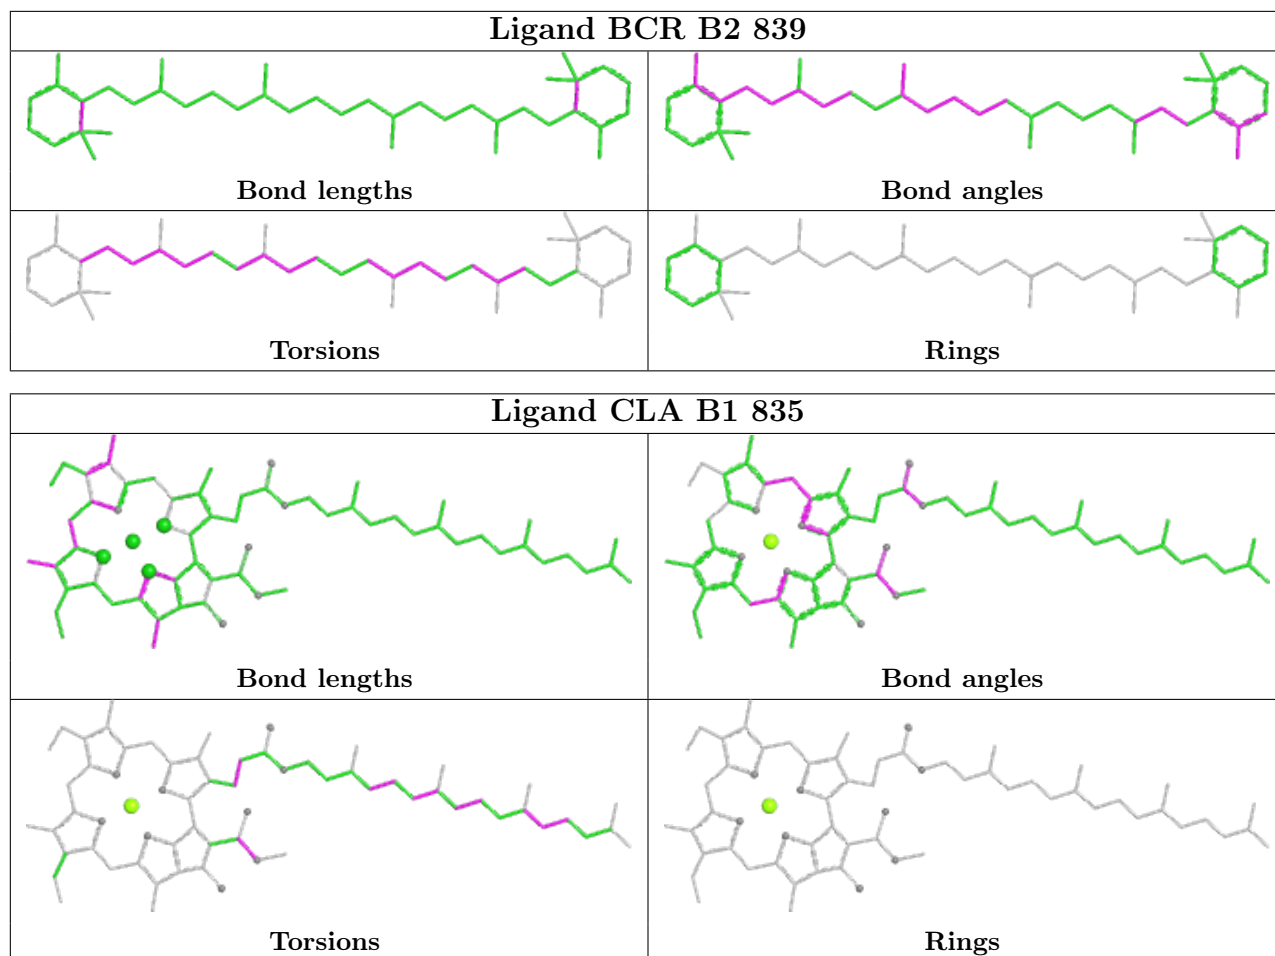 Ligand BCR B2 839
Bond lengths
Bond angles
Torsions
Rings
Ligand CLA B1 835
Bond lengths
Bond angles
Torsions
Rings